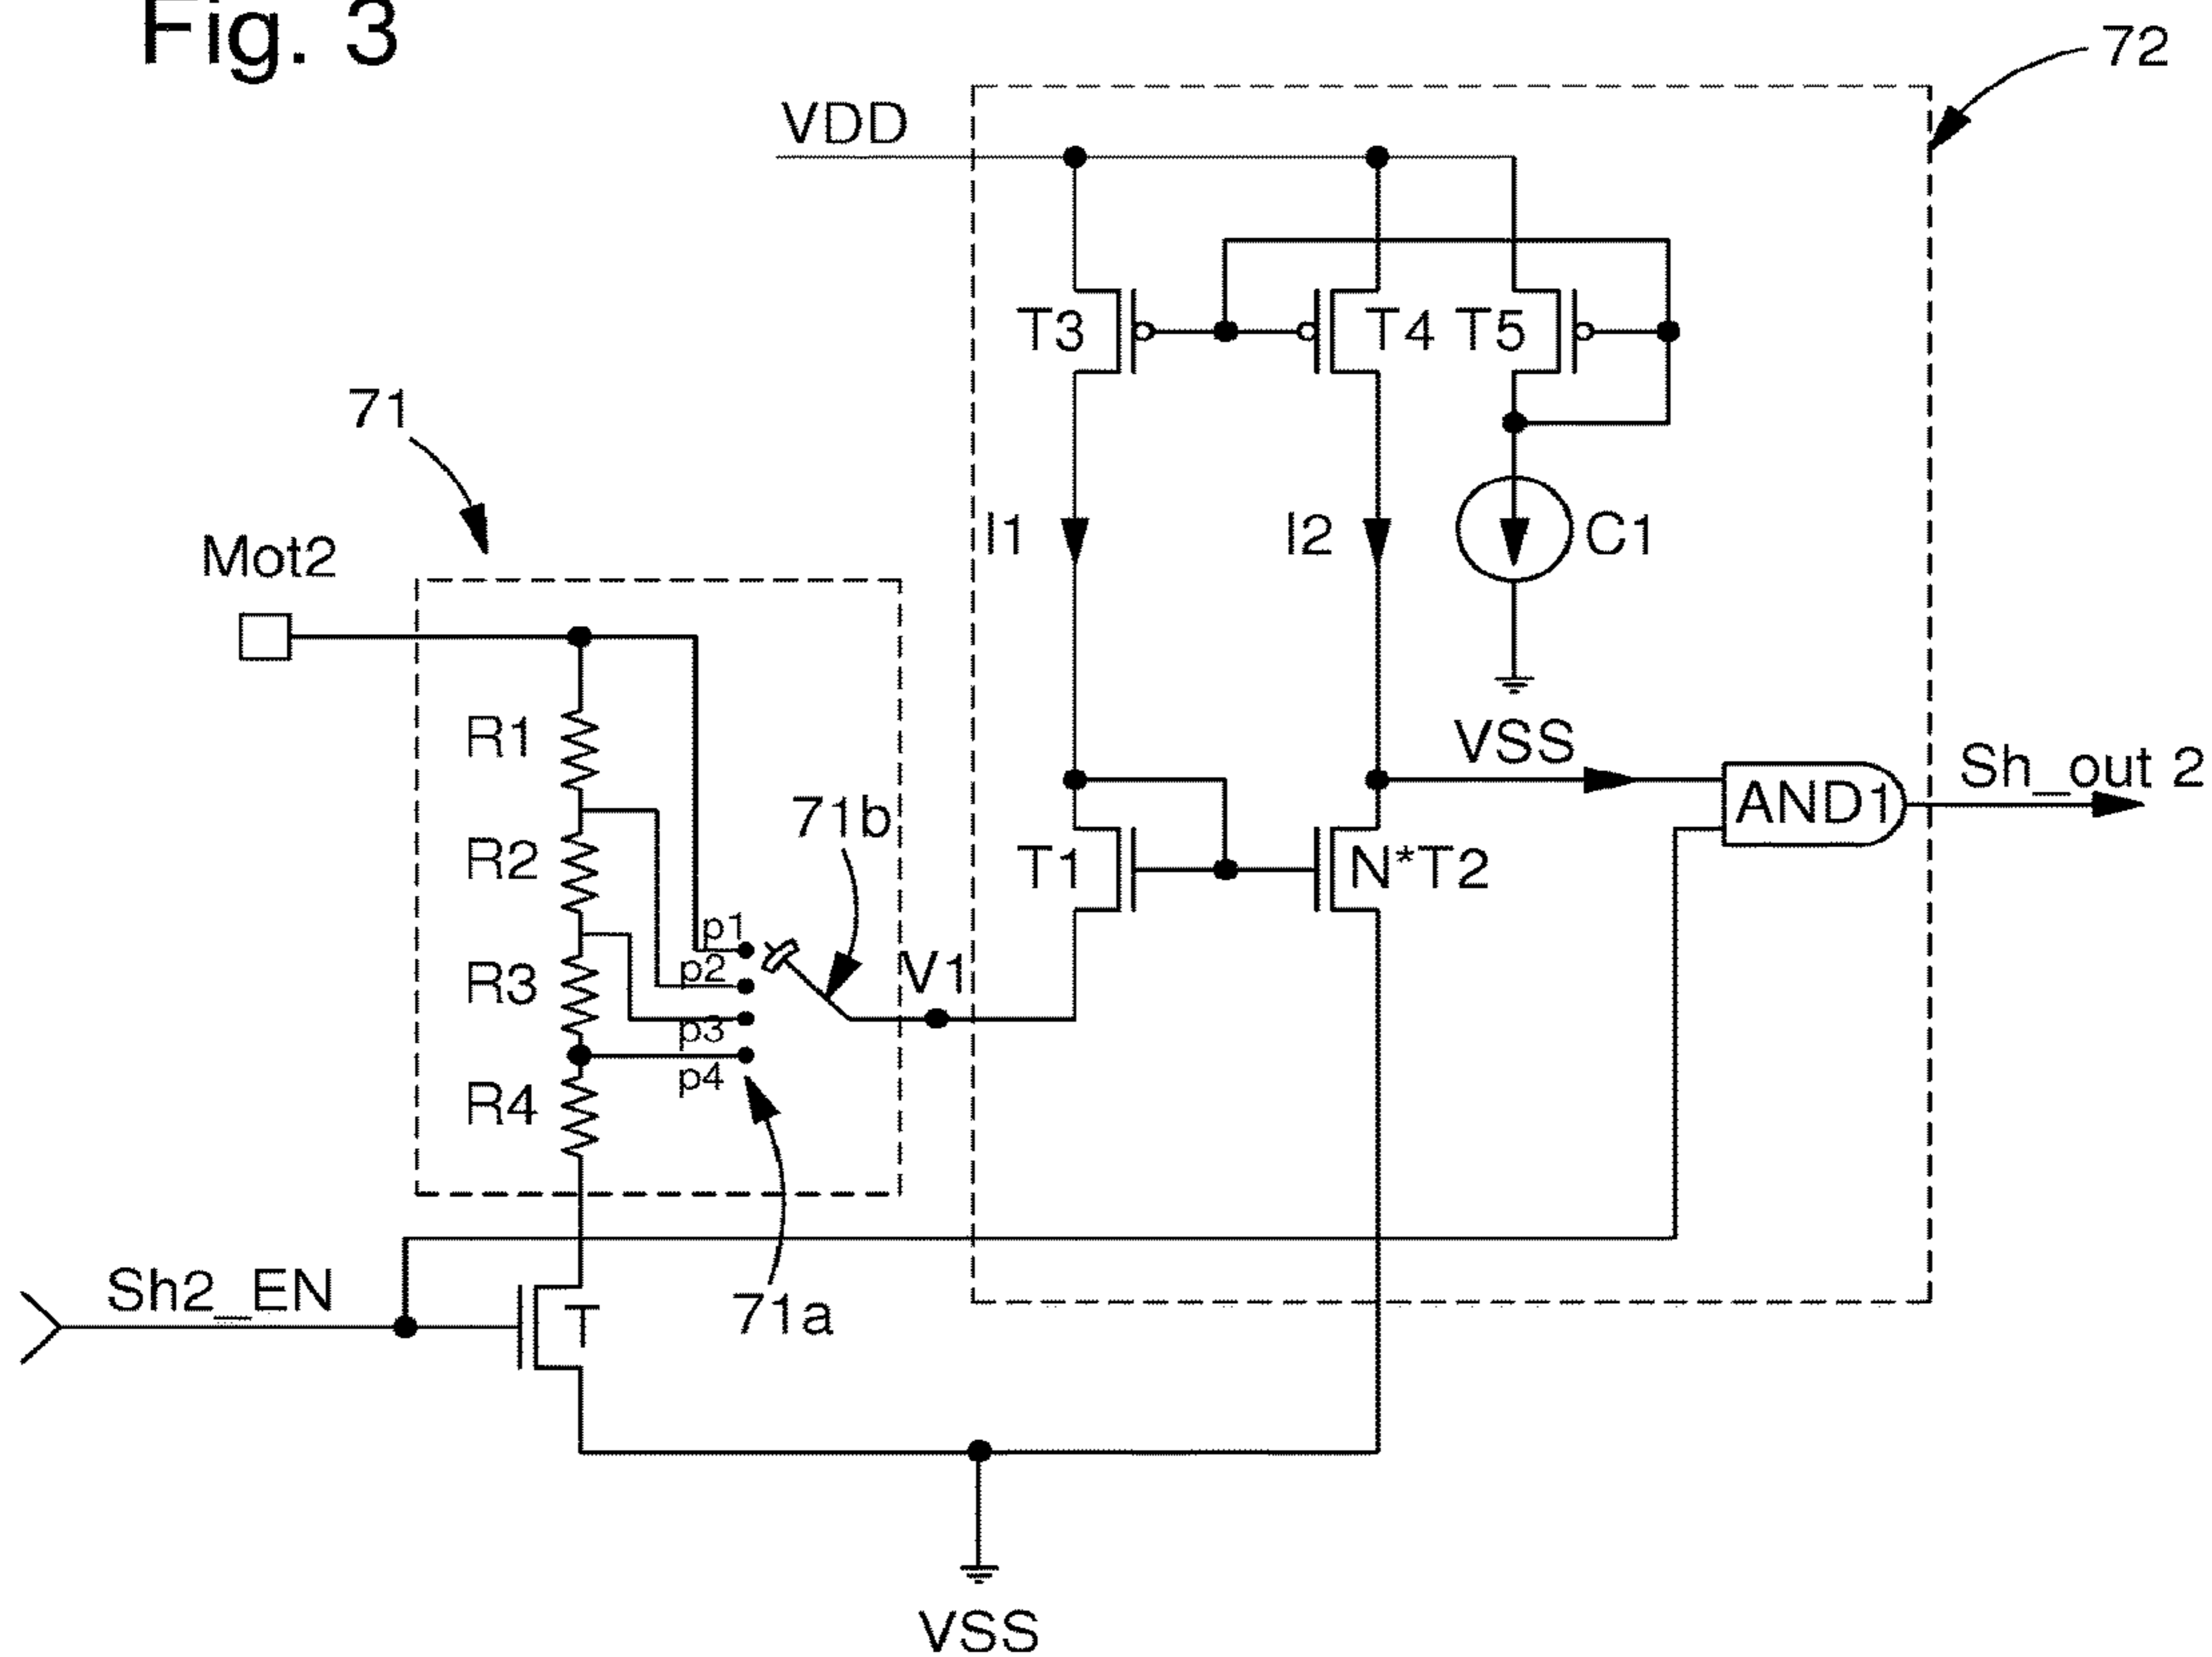 Fig. 3
72
VDD
T3
T4
T5
71
I1
I2
C1
Mot2
R1
VSS
Sh_out 2
71b
AND1
R2
T1
N*T2
p1
R3
p2
V1
p3
p4
R4
Sh2_EN
T
71a
VSS